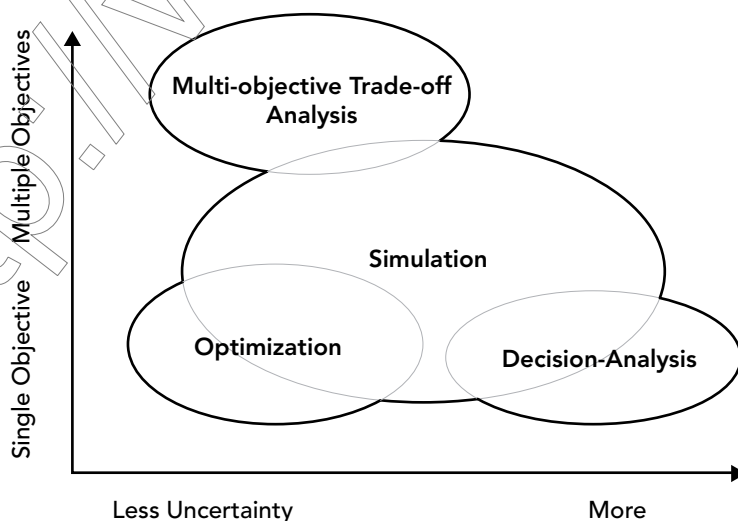 Multiple Objectives
Single Objective
Multi-objective Trade-off
Analysis
Simulation
Optimization
Decision-Analysis
Less Uncertainty
More